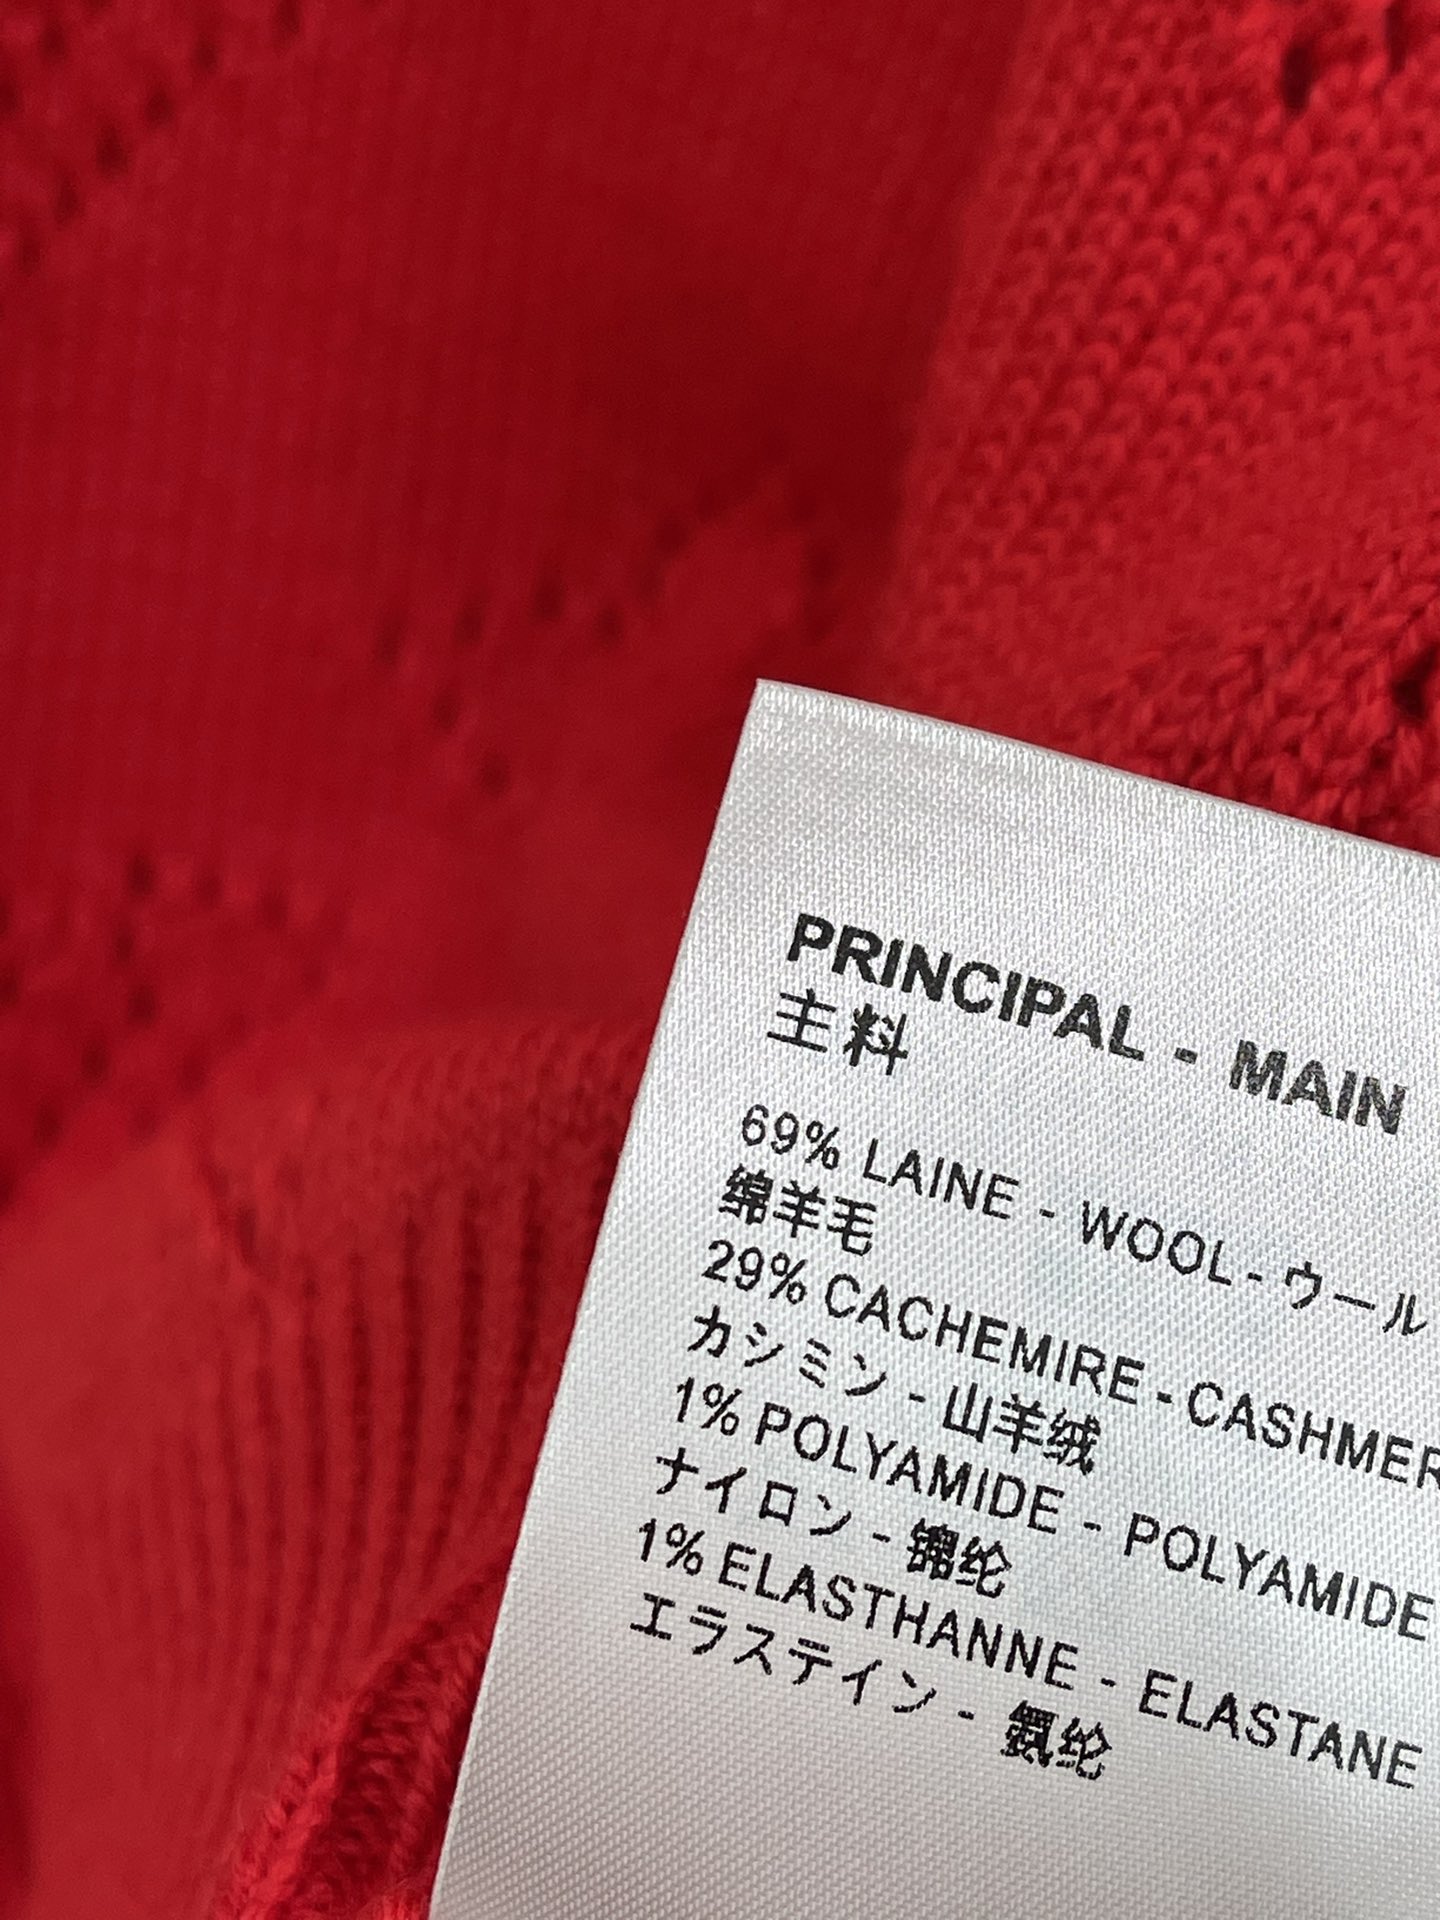 PRINCIPAL - MAIN
主料
69% LAINE - WOOL - ウール
绵羊毛
29% CACHEMIRE - CASHMER
カシミン - 山羊绒
1% POLYAMIDE - POLYAMIDE
ナイロン - 锦纶
1% ELASTHANNE - ELASTANE
エラステイン - 氨纶